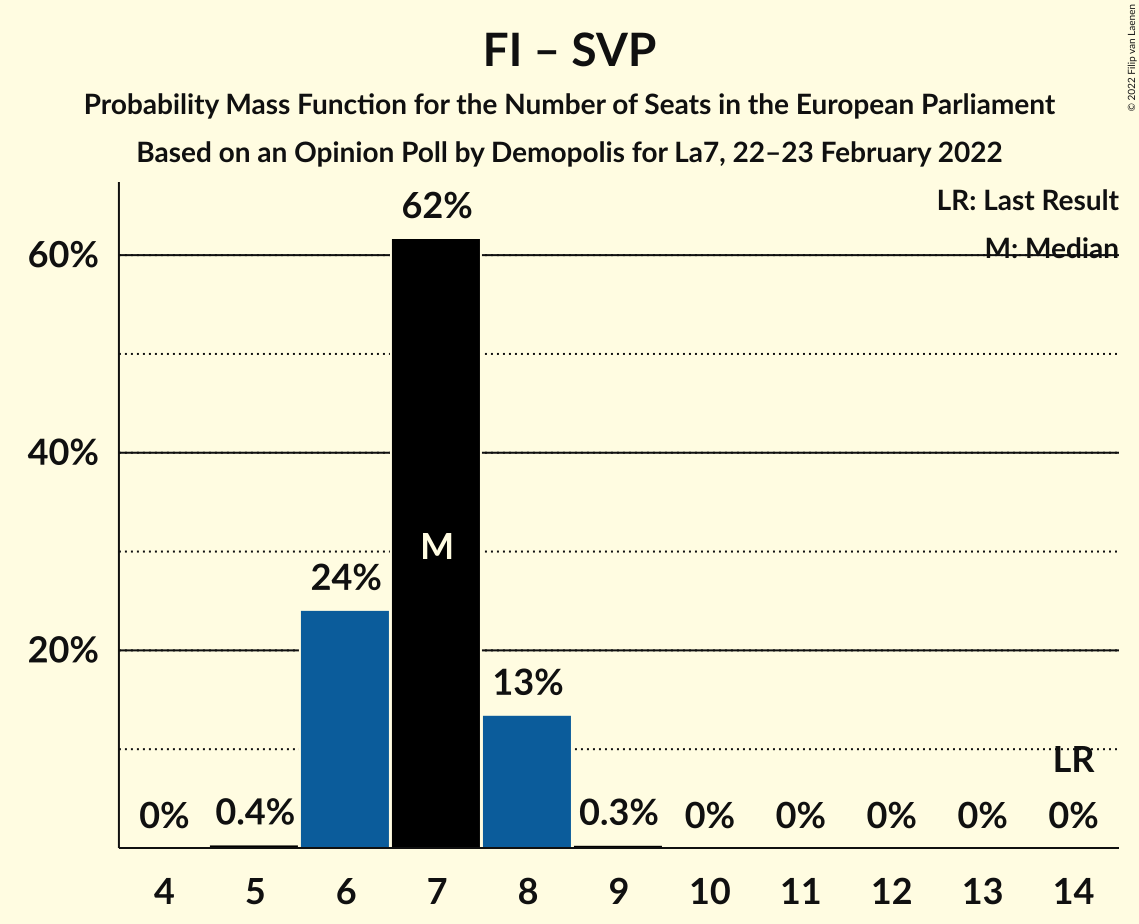 FI – SVP
Probability Mass Function for the Number of Seats in the European Parliament
Based on an Opinion Poll by Demopolis for La7, 22–23 February 2022
© 2022 Filip van Laenen
LR: Last Result
M: Median
60%
40%
20%
0%
0.4%
24%
62%
M
13%
0.3%
0%
0%
0%
0%
LR
0%
4 5 6 7 8 9 10 11 12 13 14